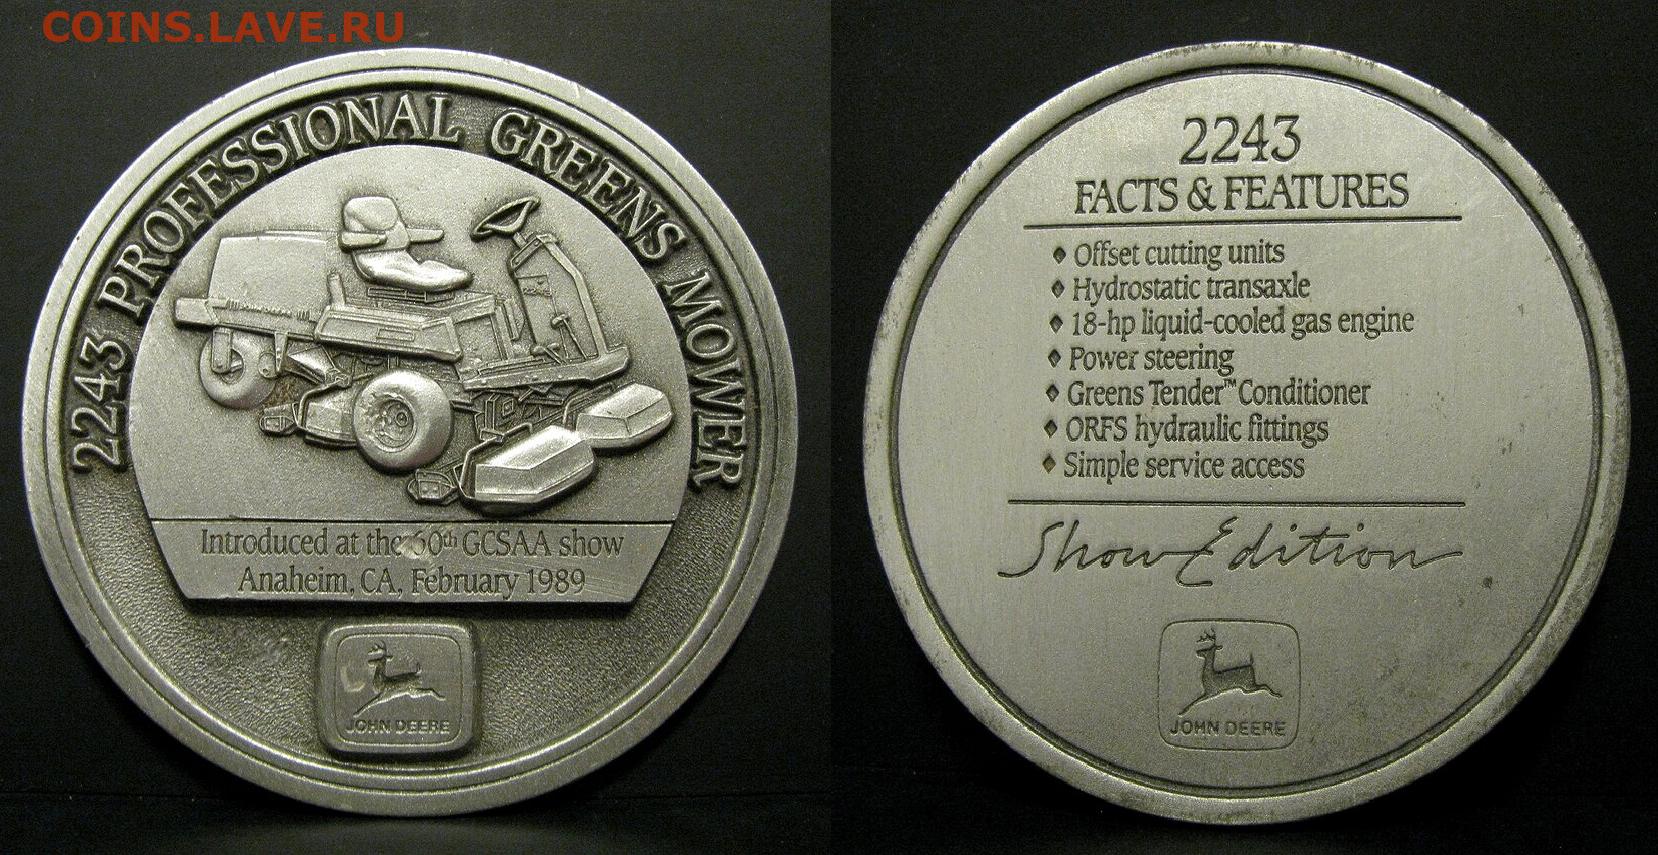 COINS.LAVE.RU
2243 PROFESSIONAL GREENS MOWER
Introduced at the 60th GCSAA show
Anaheim, CA, February 1989
JOHN DEERE
2243
FACTS & FEATURES
♦ Offset cutting units
♦ Hydrostatic transaxle
♦ 18-hp liquid-cooled gas engine
♦ Power steering
♦ Greens Tender™ Conditioner
♦ ORFS hydraulic fittings
♦ Simple service access
Show Edition
JOHN DEERE